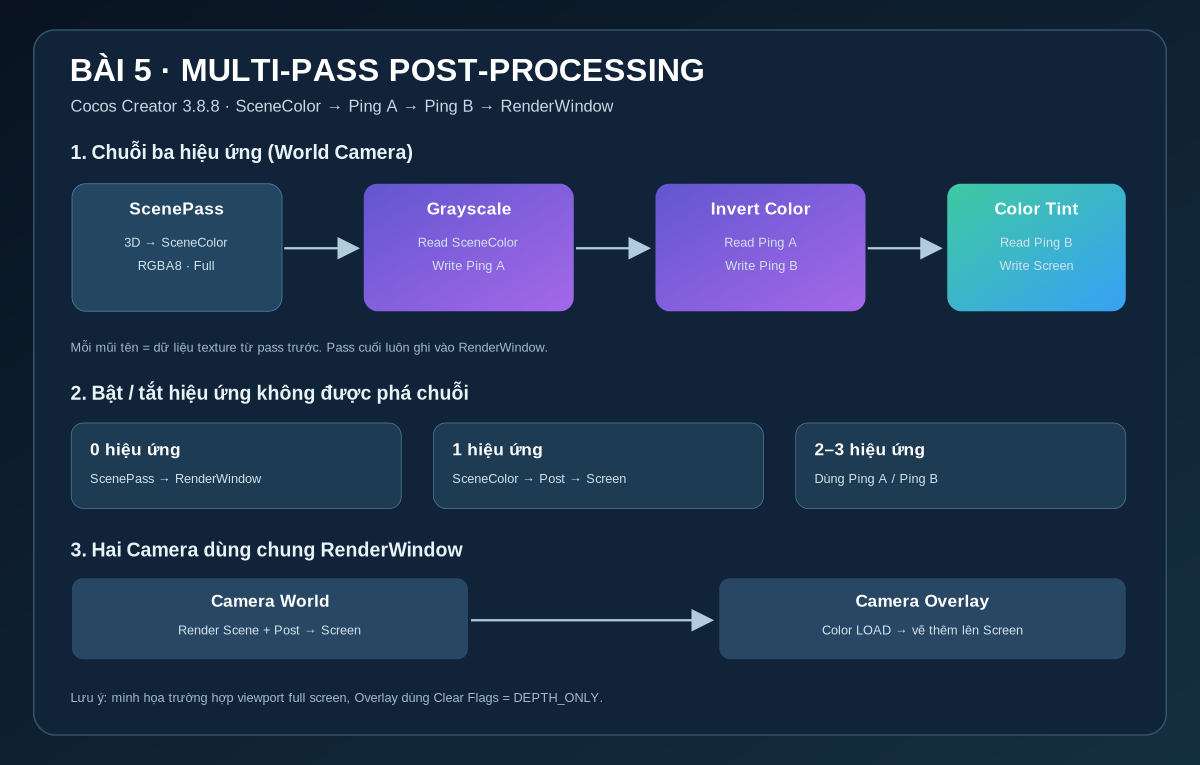 BÀI 5 · MULTI-PASS POST-PROCESSING
Cocos Creator 3.8.8 · SceneColor → Ping A → Ping B → RenderWindow
1. Chuỗi ba hiệu ứng (World Camera)
ScenePass
3D → SceneColor
RGBA8 · Full
Grayscale
Read SceneColor
Write Ping A
Invert Color
Read Ping A
Write Ping B
Color Tint
Read Ping B
Write Screen
Mỗi mũi tên = dữ liệu texture từ pass trước. Pass cuối luôn ghi vào RenderWindow.
2. Bật / tắt hiệu ứng không được phá chuỗi
0 hiệu ứng
ScenePass → RenderWindow
1 hiệu ứng
SceneColor → Post → Screen
2–3 hiệu ứng
Dùng Ping A / Ping B
3. Hai Camera dùng chung RenderWindow
Camera World
Render Scene + Post → Screen
Camera Overlay
Color LOAD → vẽ thêm lên Screen
Lưu ý: minh họa trường hợp viewport full screen, Overlay dùng Clear Flags = DEPTH_ONLY.